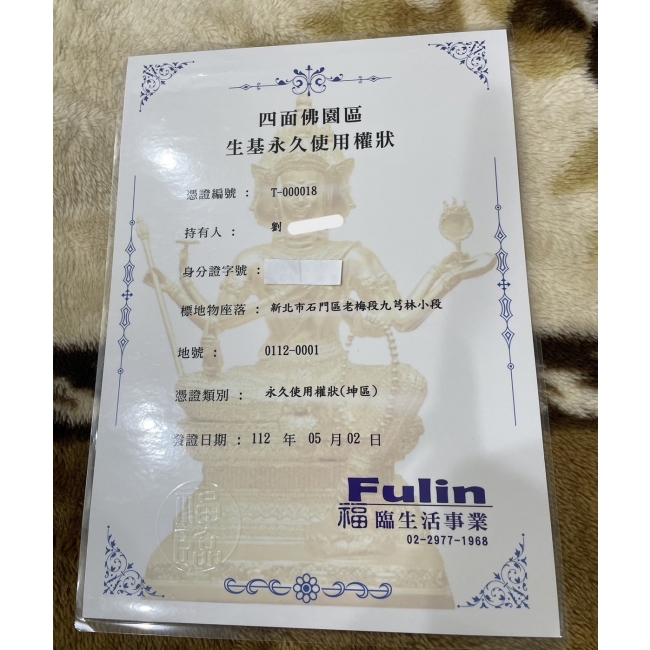 四面佛園區
生基永久使用權狀
憑證編號： T-000018
持有人： 劉
身分證字號：
標地物座落： 新北市石門區老梅段九芎林小段
地號： 0112-0001
憑證類別： 永久使用權狀(坤區)
發證日期：112 年 05 月 02 日
Fulin
福臨生活事業
02-2977-1968
福臨